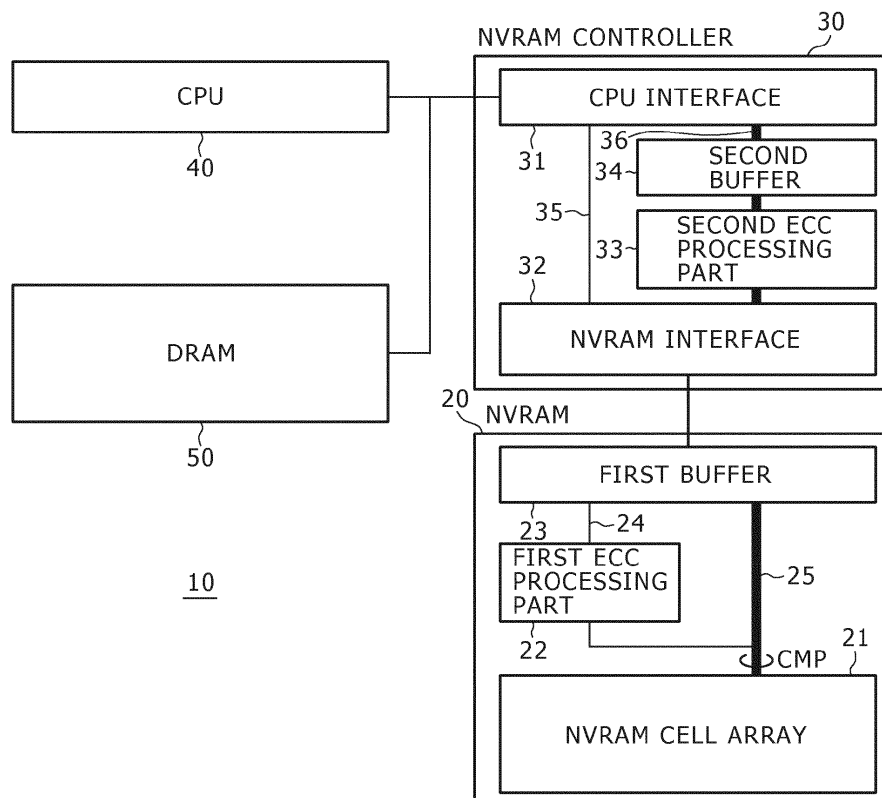 NVRAM CONTROLLER
30
CPU
40
CPU INTERFACE
31
36
34
SECOND
BUFFER
35
33
SECOND ECC
PROCESSING
PART
32
NVRAM INTERFACE
DRAM
50
20
NVRAM
FIRST BUFFER
23
24
FIRST ECC
PROCESSING
PART
25
10
22
CMP
21
NVRAM CELL ARRAY